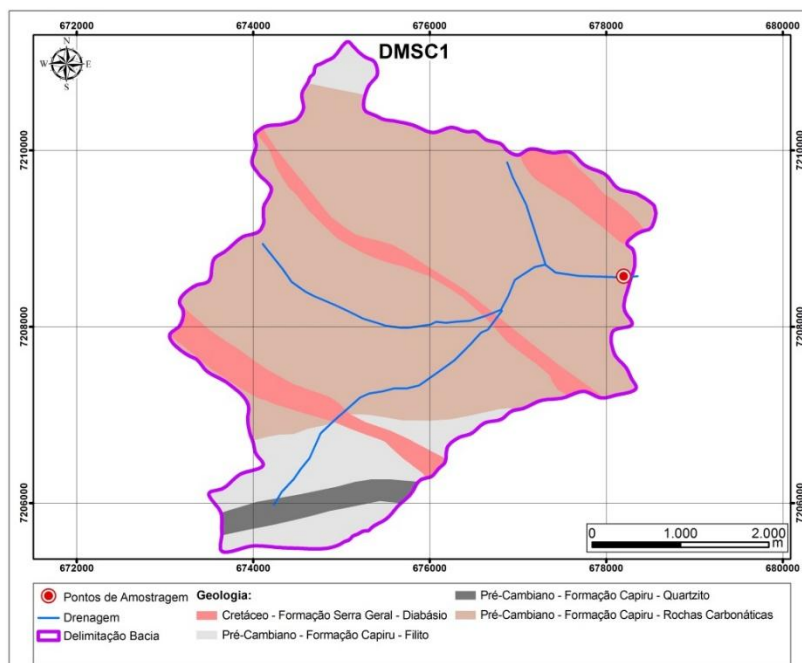 672000
674000
676000
678000
680000
N
W E
S
DMSC1
7210000
7210000
7208000
7208000
7206000
7206000
0 1.000 2.000
m
672000
674000
676000
678000
680000
Pontos de Amostragem
Drenagem
Delimitação Bacia
Geologia:
Cretáceo - Formação Serra Geral - Diabásio
Pré-Cambiano - Formação Capiru - Filito
Pré-Cambiano - Formação Capiru - Quartzito
Pré-Cambiano - Formação Capiru - Rochas Carbonáticas